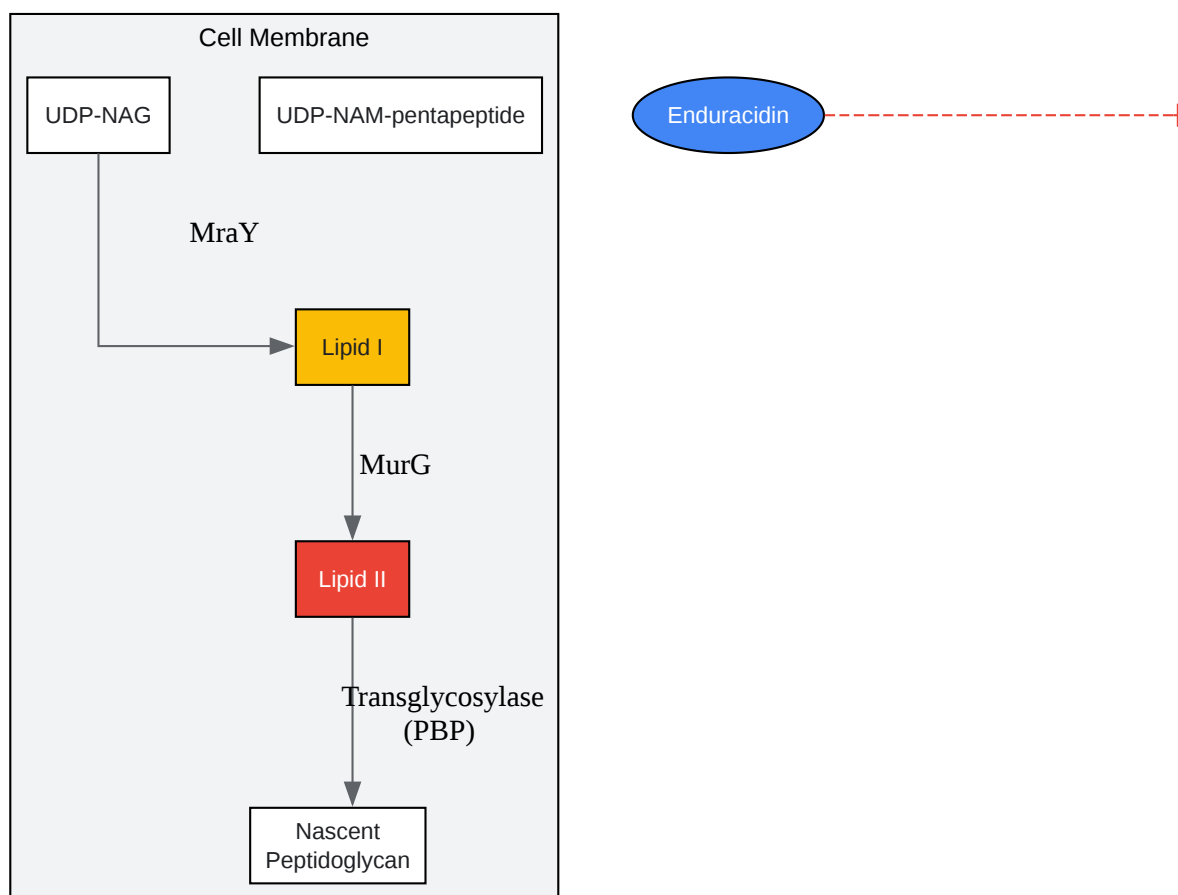 Cell Membrane
UDP-NAG
UDP-NAM-pentapeptide
Enduracidin
MraY
Lipid I
MurG
Lipid II
Transglycosylase
(PBP)
Nascent
Peptidoglycan